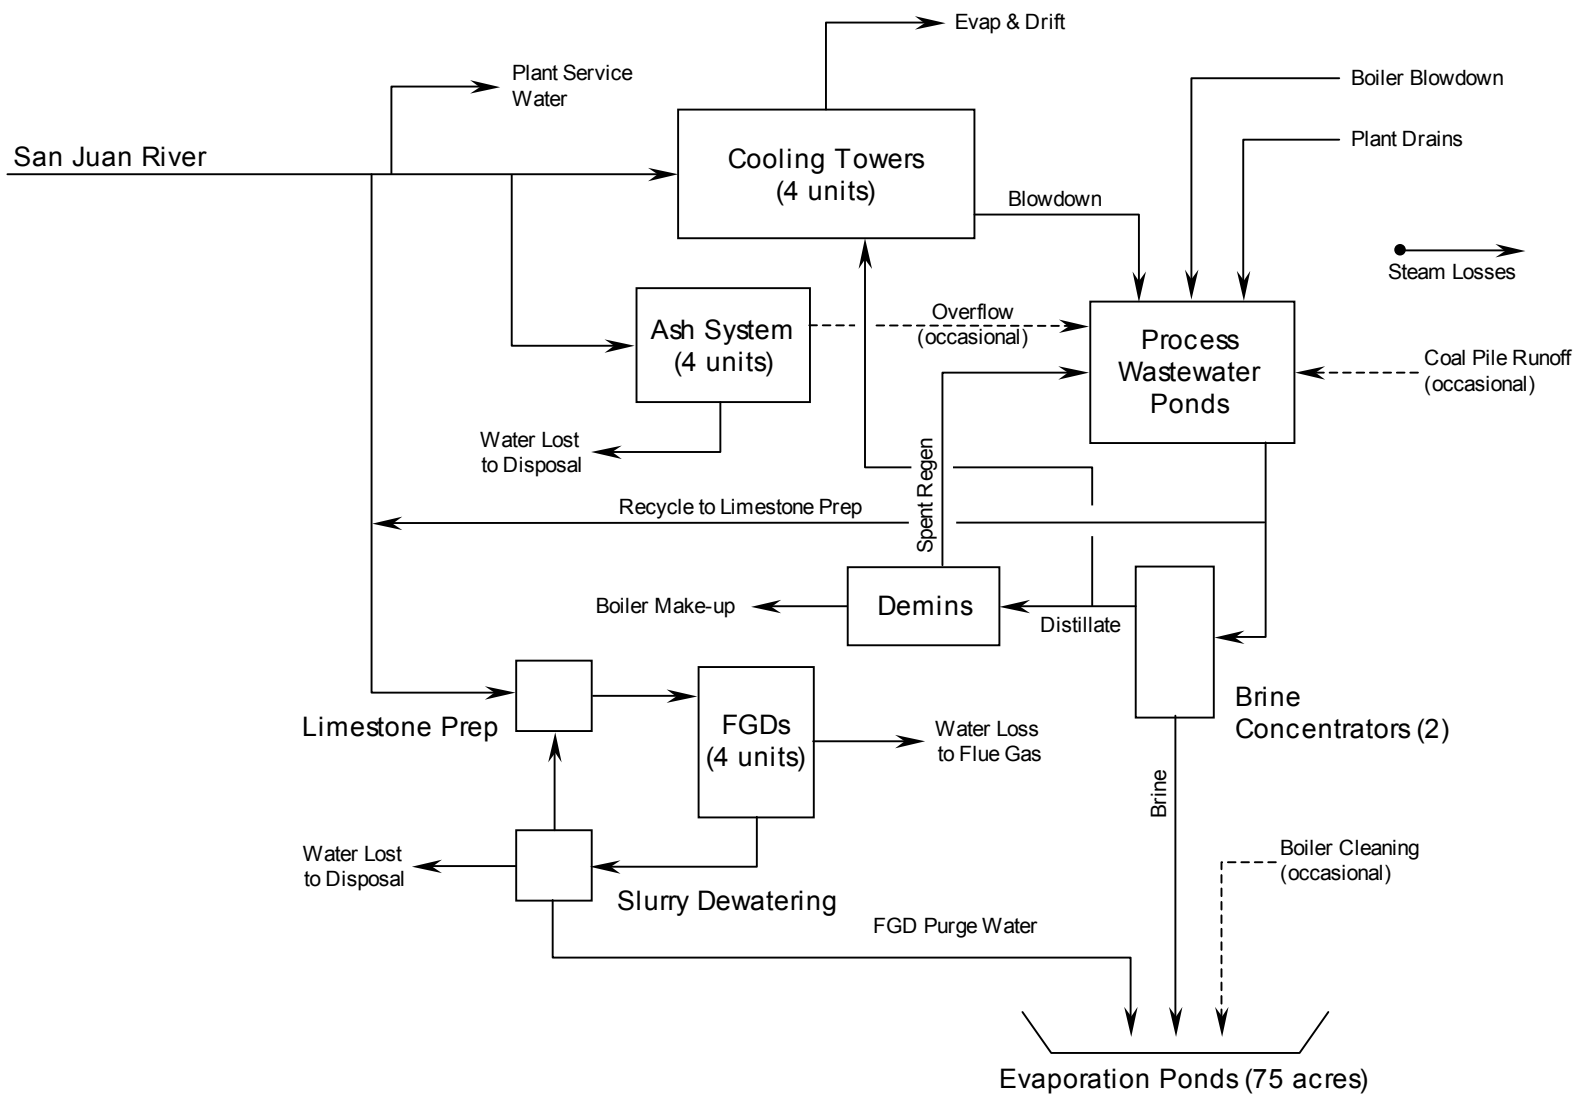 Evap & Drift
Plant Service
Water
Boiler Blowdown
Plant Drains
San Juan River
Cooling Towers
(4 units)
Blowdown
Steam Losses
Ash System
(4 units)
Overflow
(occasional)
Process
Wastewater
Ponds
Coal Pile Runoff
(occasional)
Water Lost
to Disposal
Spent Regen
Recycle to Limestone Prep
Boiler Make-up
Demins
Distillate
Brine
Concentrators (2)
Limestone Prep
FGDs
(4 units)
Water Loss
to Flue Gas
Brine
Water Lost
to Disposal
Slurry Dewatering
Boiler Cleaning
(occasional)
FGD Purge Water
Evaporation Ponds (75 acres)